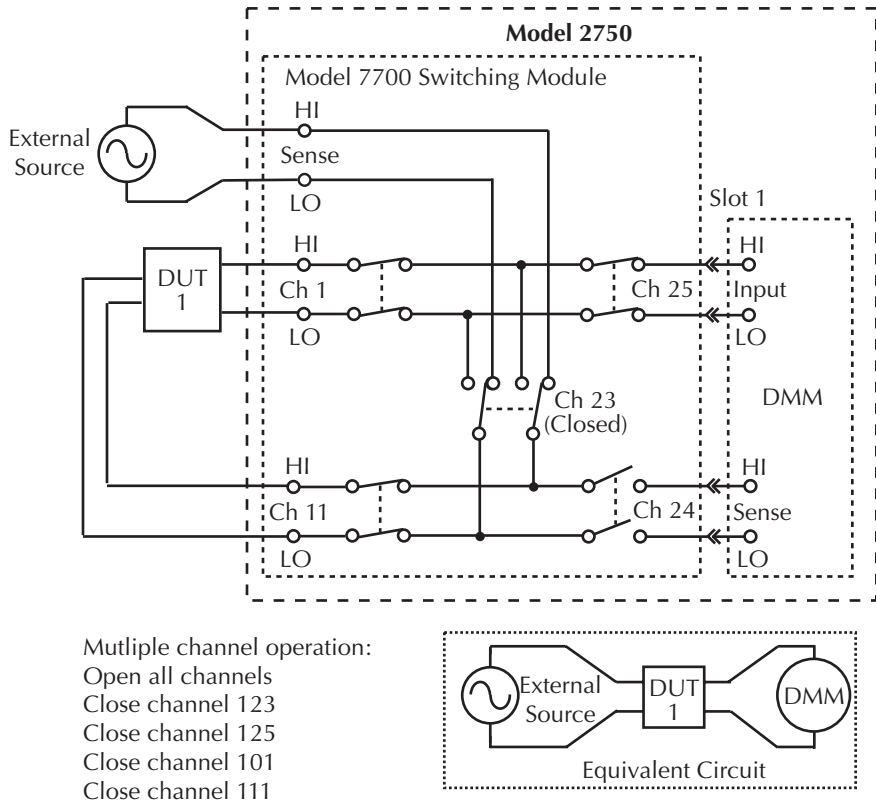 Model 2750
Model 7700 Switching Module
HI
External
Source
Sense
LO
Slot 1
HI
HI
DUT
1
Ch 1
Ch 25
Input
LO
LO
Ch 23
(Closed)
DMM
HI
HI
Ch 11
Ch 24
Sense
LO
LO
Mutliple channel operation:
Open all channels
Close channel 123
Close channel 125
Close channel 101
Close channel 111
External
Source
DUT
1
DMM
Equivalent Circuit